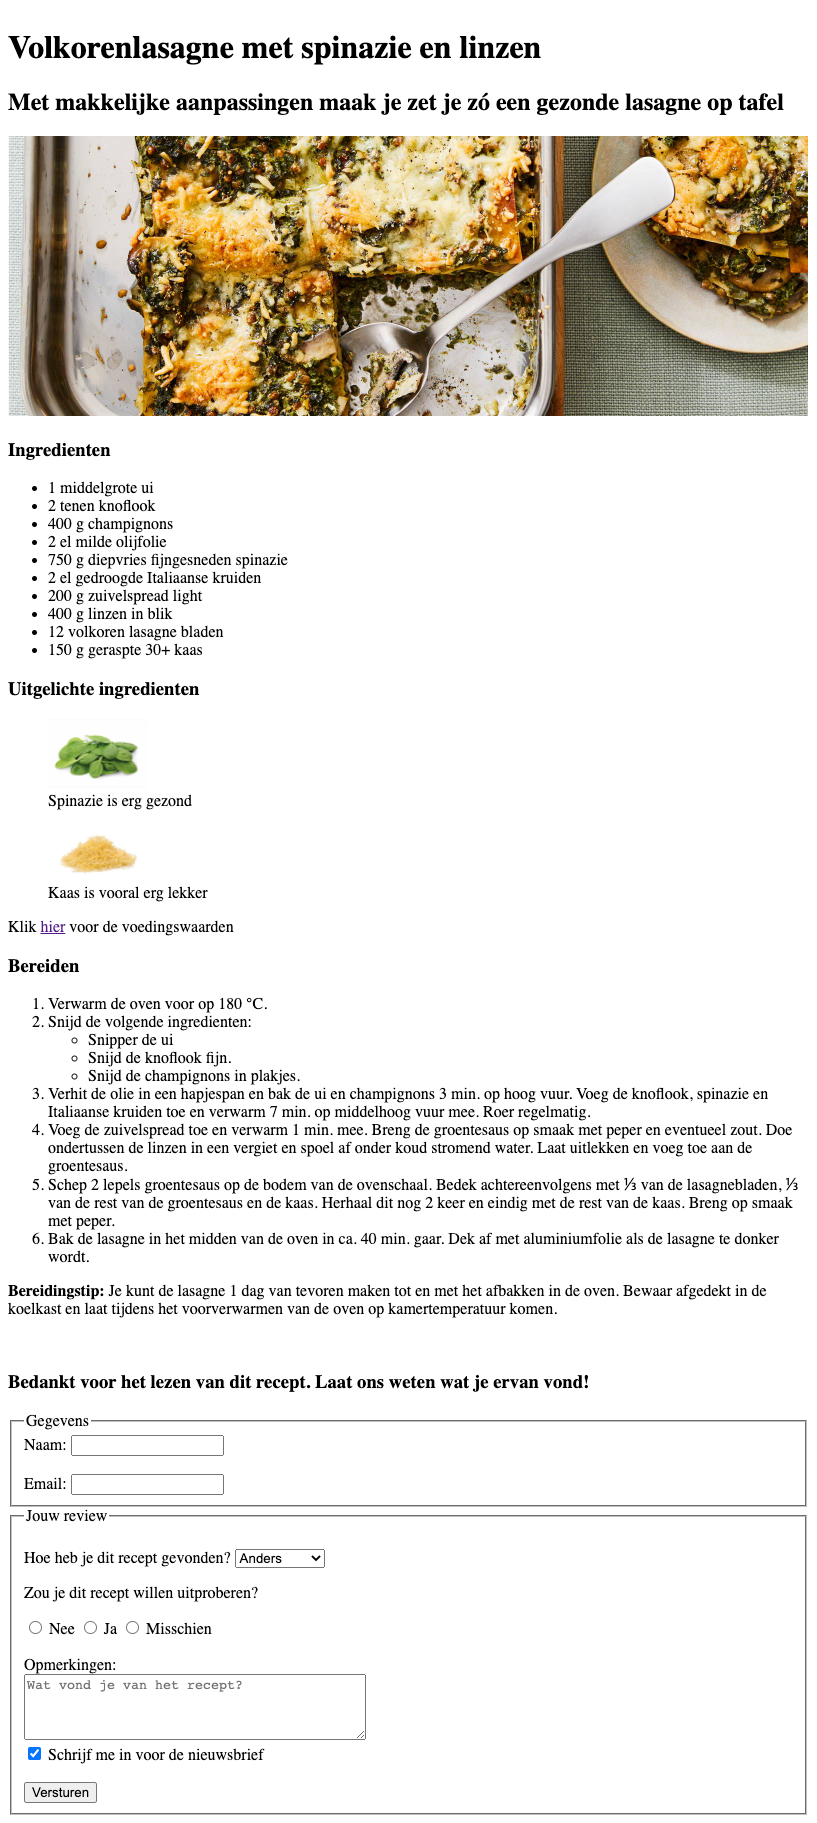 Volkorenlasagne met spinazie en linzen
Met makkelijke aanpassingen maak je zet je zó een gezonde lasagne op tafel
Ingredienten
• 1 middelgrote ui
• 2 tenen knoflook
• 400 g champignons
• 2 el milde olijfolie
• 750 g diepvries fijngesneden spinazie
• 2 el gedroogde Italiaanse kruiden
• 200 g zuivelspread light
• 400 g linzen in blik
• 12 volkoren lasagne bladen
• 150 g geraspte 30+ kaas
Uitgelichte ingredienten
Spinazie is erg gezond
Kaas is vooral erg lekker
Klik hier voor de voedingswaarden
Bereiden
1. Verwarm de oven voor op 180 °C.
2. Snijd de volgende ingredienten:
◦ Snipper de ui
◦ Snijd de knoflook fijn.
◦ Snijd de champignons in plakjes.
3. Verhit de olie in een hapjespan en bak de ui en champignons 3 min. op hoog vuur. Voeg de knoflook, spinazie en
Italiaanse kruiden toe en verwarm 7 min. op middelhoog vuur mee. Roer regelmatig.
4. Voeg de zuivelspread toe en verwarm 1 min. mee. Breng de groentesaus op smaak met peper en eventueel zout. Doe
ondertussen de linzen in een vergiet en spoel af onder koud stromend water. Laat uitlekken en voeg toe aan de
groentesaus.
5. Schep 2 lepels groentesaus op de bodem van de ovenschaal. Bedek achtereenvolgens met ⅓ van de lasagnebladen, ⅓
van de rest van de groentesaus en de kaas. Herhaal dit nog 2 keer en eindig met de rest van de kaas. Breng op smaak
met peper.
6. Bak de lasagne in het midden van de oven in ca. 40 min. gaar. Dek af met aluminiumfolie als de lasagne te donker
wordt.
Bereidingstip: Je kunt de lasagne 1 dag van tevoren maken tot en met het afbakken in de oven. Bewaar afgedekt in de
koelkast en laat tijdens het voorverwarmen van de oven op kamertemperatuur komen.
Bedankt voor het lezen van dit recept. Laat ons weten wat je ervan vond!
Gegevens
Naam:
Email:
Jouw review
Hoe heb je dit recept gevonden? Anders
Zou je dit recept willen uitproberen?
Nee Ja Misschien
Opmerkingen:
Wat vond je van het recept?
Schrijf me in voor de nieuwsbrief
Versturen